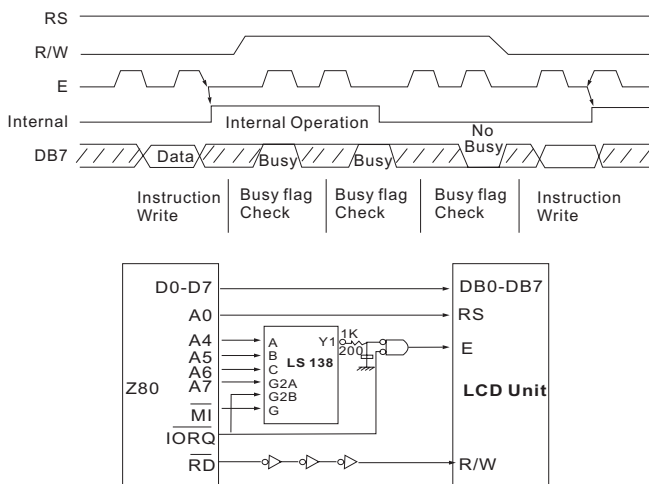 RS
R/W
E
Internal Internal Operation No
DB7 Data Busy Busy Busy
Instruction Write Busy flag Check Busy flag Check Busy flag Check Instruction Write
D0-D7 DB0-DB7
A0 RS
A4 A Y1 1K
A5 B 200 E
A6 C LS 138
A7 G2A
Z80 G2B LCD Unit
MI G
IORQ
RD R/W